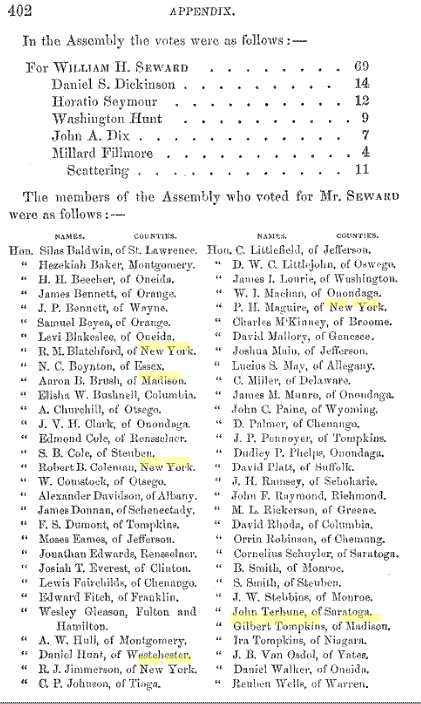 402 APPENDIX.
In the Assembly the votes were as follows:—
For WILLIAM H. SEWARD . . . . . . . . 69
Daniel S. Dickinson . . . . . . . . . 14
Horatio Seymour . . . . . . . . . 12
Washington Hunt . . . . . . . . . 9
John A. Dix . . . . . . . . . . . 7
Millard Fillmore . . . . . . . . . 4
Scattering . . . . . . . . . . 11
The members of the Assembly who voted for Mr. SEWARD
were as follows:—
NAMES. COUNTIES.
Hon. Silas Baldwin, of St. Lawrence.
“ Hezekiah Baker, Montgomery.
“ H. H. Beecher, of Oneida.
“ James Bennett, of Orange.
“ J. P. Bennett, of Wayne.
“ Samuel Boyea, of Orange.
“ Levi Blakeslee, of Oneida.
“ R. M. Blatchford, of New York.
“ N. C. Boynton, of Essex.
“ Aaron B. Brush, of Madison.
“ Elisha W. Bushnell, Columbia.
“ A. Churchill, of Otsego.
“ J. V. H. Clark, of Onondaga.
“ Edmond Cole, of Rensselaer.
“ S. B. Cole, of Steuben.
“ Robert B. Coleman, New York.
“ W. Comstock, of Otsego.
“ Alexander Davidson, of Albany.
“ James Donnan, of Schenectady.
“ F. S. Dumont, of Tompkins.
“ Moses Eames, of Jefferson.
“ Jonathan Edwards, Rensselaer.
“ Josiah T. Everest, of Clinton.
“ Lewis Fairchilds, of Chenango.
“ Edward Fitch, of Franklin.
“ Wesley Gleason, Fulton and
Hamilton.
“ A. W. Hull, of Montgomery.
“ Daniel Hunt, of Westchester.
“ R. J. Jimmerson, of New York.
“ C. P. Johnson, of Tioga.
NAMES. COUNTIES.
Hon. C. Littlefield, of Jefferson.
“ D. W. C. Littlejohn, of Oswego.
“ James I. Lourie, of Washington.
“ W. I. Machan, of Onondaga.
“ P. H. Maguire, of New York.
“ Charles M'Kinney, of Broome.
“ David Mallory, of Genesee.
“ Joshua Main, of Jefferson.
“ Lucius S. May, of Allegany.
“ C. Miller, of Delaware.
“ James M. Munro, of Onondaga.
“ John C. Paine, of Wyoming.
“ D. Palmer, of Chenango.
“ J. P. Pennoyer, of Tompkins.
“ Dudley P. Phelps, Onondaga.
“ David Platt, of Suffolk.
“ J. H. Ramsey, of Schoharie.
“ John F. Raymond, Richmond.
“ M. L. Rickerson, of Greene.
“ David Rhoda, of Columbia.
“ Orrin Robinson, of Chemung.
“ Cornelius Schuyler, of Saratoga.
“ B. Smith, of Monroe.
“ S. Smith, of Steuben.
“ J. W. Stebbins, of Monroe.
“ John Terhune, of Saratoga.
“ Gilbert Tompkins, of Madison.
“ Ira Tompkins, of Niagara.
“ J. B. Van Osdol, of Yates.
“ Daniel Walker, of Oneida.
“ Reuben Wells, of Warren.